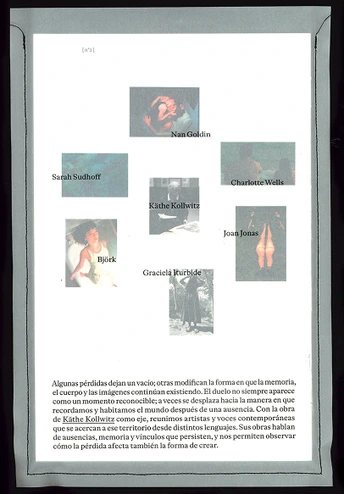 (n°2)
Nan Goldin
Sarah Sudhoff
Charlotte Wells
Käthe Kollwitz
Joan Jonas
Björk
Graciela Iturbide
Algunas pérdidas dejan un vacío; otras modifican la forma en que la memoria,
el cuerpo y las imágenes continúan existiendo. El duelo no siempre aparece
como un momento reconocible; a veces se desplaza hacia la manera en que
recordamos y habitamos el mundo después de una ausencia. Con la obra
de Käthe Kollwitz como eje, reunimos artistas y voces contemporáneas
que se acercan a ese territorio desde distintos lenguajes. Sus obras hablan
de ausencias, memoria y vínculos que persisten, y nos permiten observar
cómo la pérdida afecta también la forma de crear.